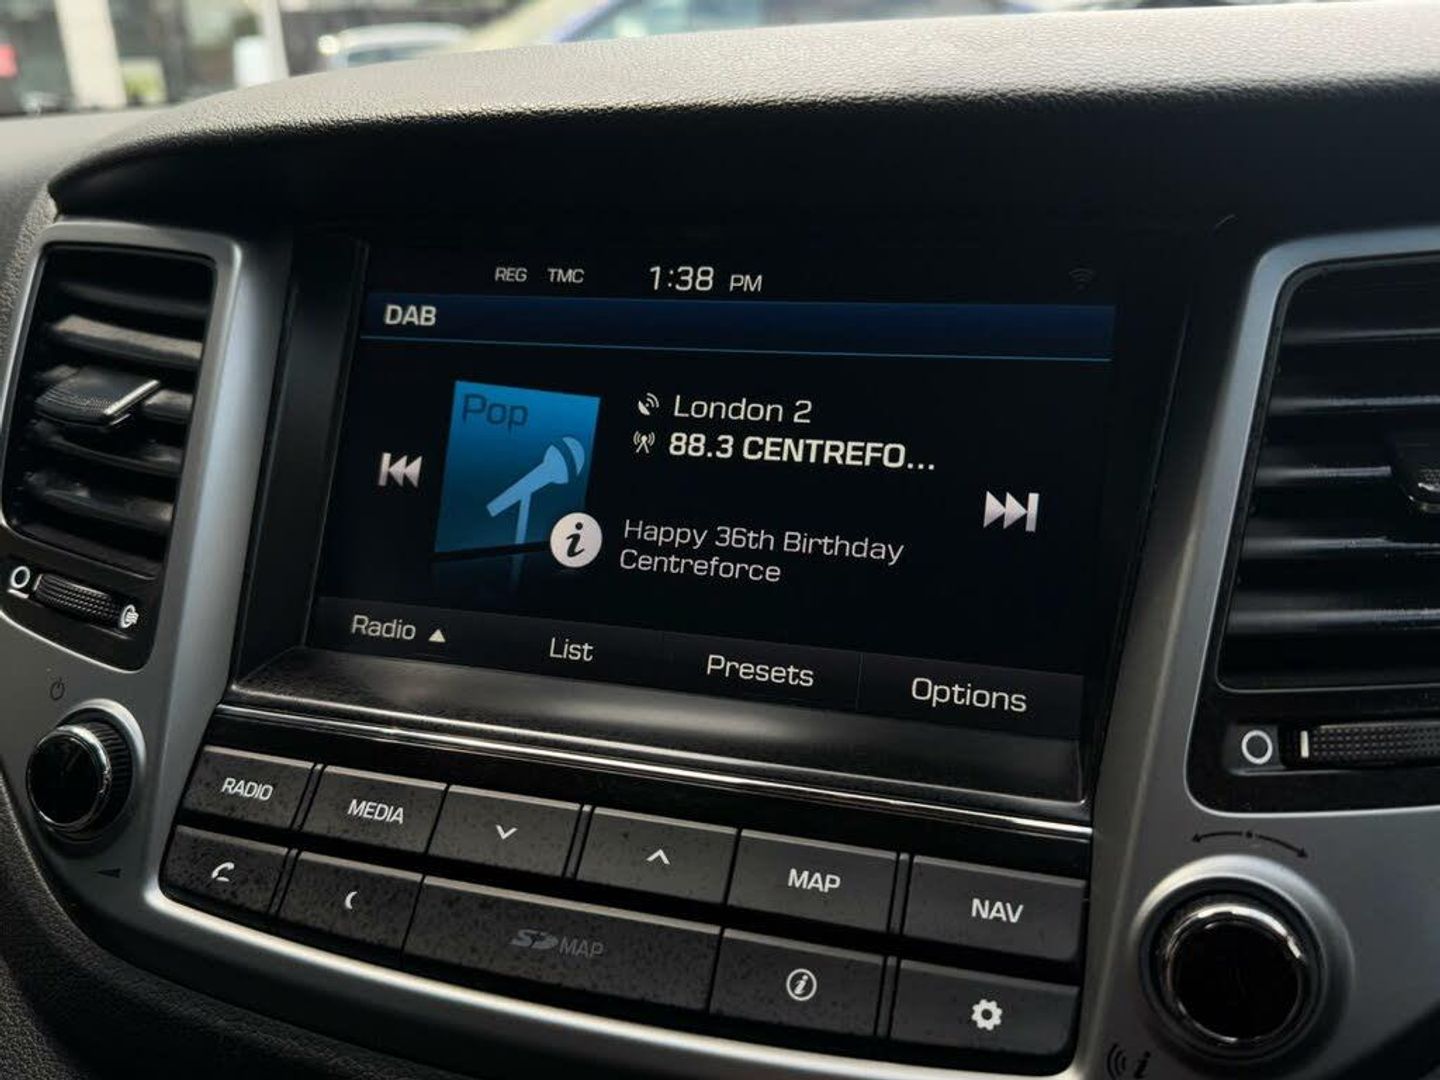 REG TMC 1:38 PM
DAB
Pop
London 2
88.3 CENTREFO...
i
Happy 36th Birthday
Centreforce
Radio ▲
List
Presets
Options
RADIO
MEDIA
MAP
NAV
SD MAP
i
i